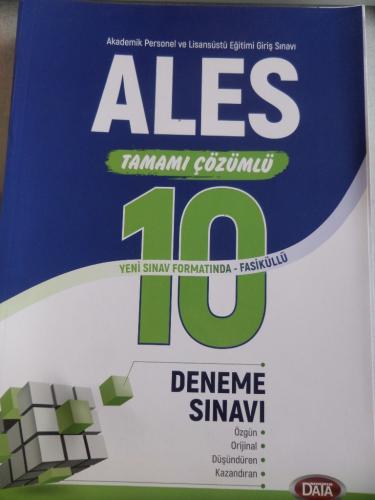 Akademik Personel ve Lisansüstü Eğitimi Giriş Sınavı
ALES
TAMAMI ÇÖZÜMLÜ
10
YENİ SINAV FORMATINDA - FASİKÜLLÜ
DENEME
SINAVI
Özgün •
Orijinal •
Düşündüren •
Kazandıran •
DATA